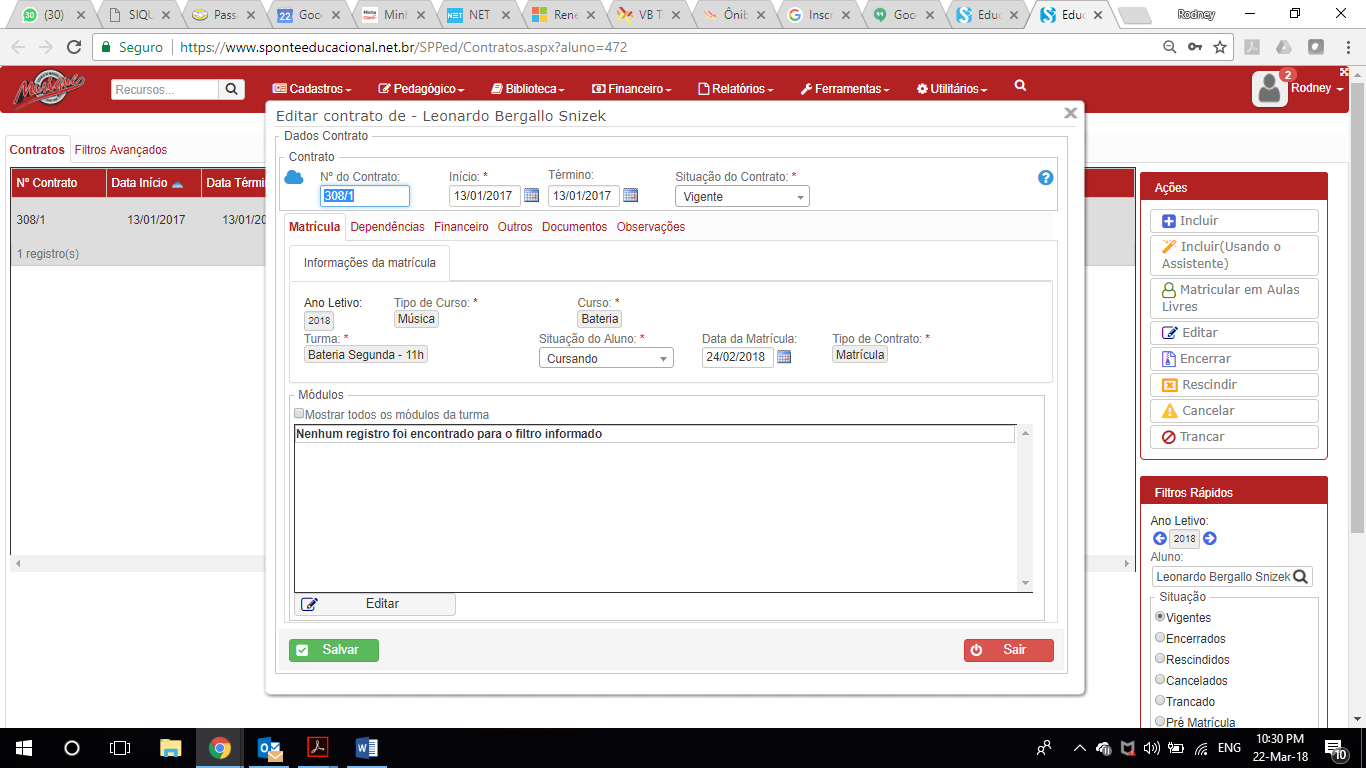 (30) SIQU Pass Goo Minh NET Rene VB T Ônib Inscr Goo Educ Educ Rodney
Seguro https://www.sponteeducacional.net.br/SPPed/Contratos.aspx?aluno=472
Musique Recursos... Cadastros Pedagógico Biblioteca Financeiro Relatórios Ferramentas Utilitários 2 Rodney
Editar contrato de - Leonardo Bergallo Snizek
Dados Contrato
Contratos Filtros Avançados
Contrato
Nº Contrato Data Início Data Térmi
308/1 13/01/2017 13/01/20
1 registro(s)
Nº do Contrato: Início: * Término: Situação do Contrato: *
308/1 13/01/2017 13/01/2017 Vigente
Matrícula Dependências Financeiro Outros Documentos Observações
Informações da matrícula
Ano Letivo: Tipo de Curso: * Curso: *
2018 Música Bateria
Turma: * Situação do Aluno: * Data da Matrícula: Tipo de Contrato: *
Bateria Segunda - 11h Cursando 24/02/2018 Matrícula
Módulos
Mostrar todos os módulos da turma
Nenhum registro foi encontrado para o filtro informado
Editar
Salvar Sair
Ações
Incluir
Incluir(Usando o
Assistente)
Matricular em Aulas
Livres
Editar
Encerrar
Rescindir
Cancelar
Trancar
Filtros Rápidos
Ano Letivo:
2018
Aluno:
Leonardo Bergallo Snizek
Situação
Vigentes
Encerrados
Rescindidos
Cancelados
Trancado
Pré Matrícula
ENG 10:30 PM
22-Mar-18 10